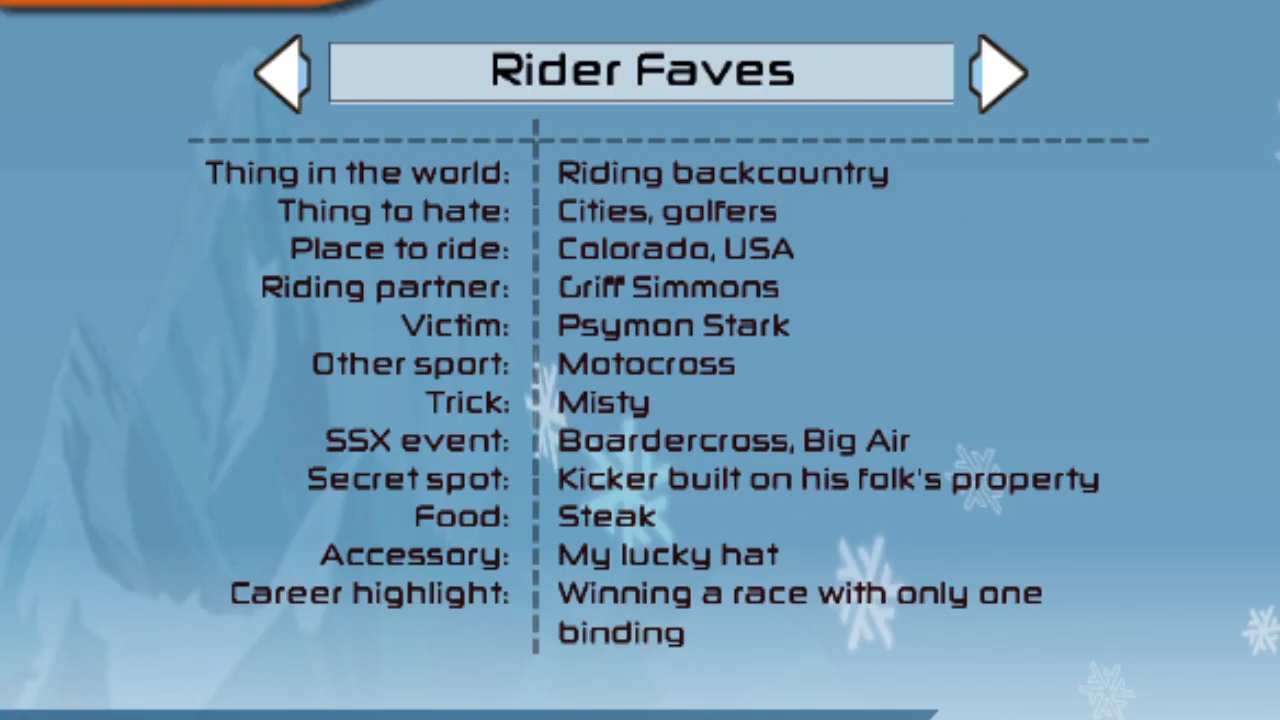 Rider Faves
Thing in the world: Riding backcountry
Thing to hate: Cities, golfers
Place to ride: Colorado, USA
Riding partner: Griff Simmons
Victim: Psymon Stark
Other sport: Motocross
Trick: Misty
SSX event: Boardercross, Big Air
Secret spot: Kicker built on his folk's property
Food: Steak
Accessory: My lucky hat
Career highlight: Winning a race with only one
binding